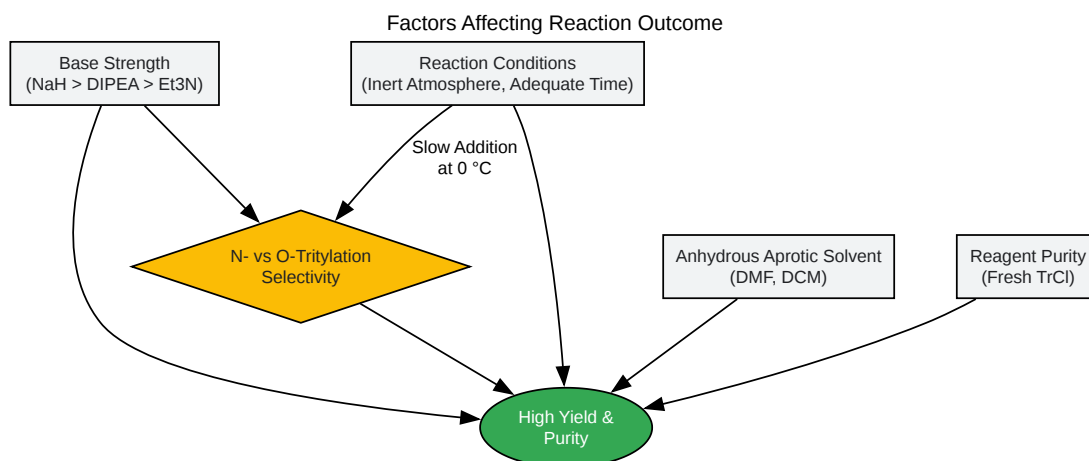 Factors Affecting Reaction Outcome
Base Strength
(NaH > DIPEA > Et3N)
Reaction Conditions
(Inert Atmosphere, Adequate Time)
Slow Addition
at 0 °C
N- vs O-Tritylation
Selectivity
Anhydrous Aprotic Solvent
(DMF, DCM)
Reagent Purity
(Fresh TrCl)
High Yield &
Purity